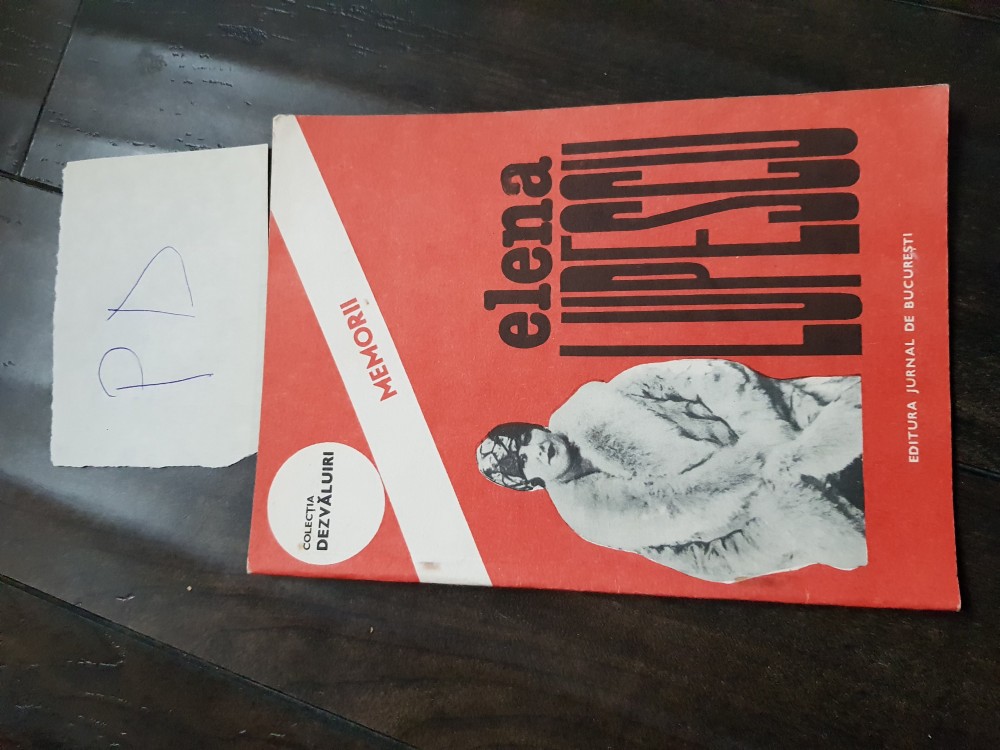 PD
COLECȚIA
DEZVĂLUIRI
MEMORII
elena
LUPESCU
EDITURA JURNAL DE BUCUREȘTI